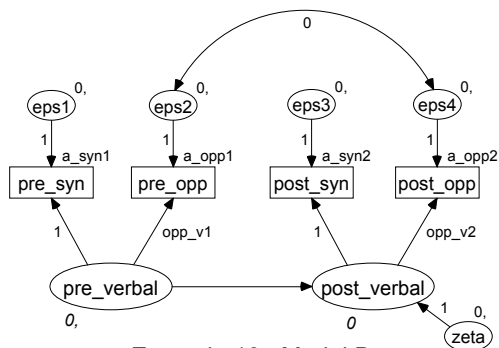 0
0, 0, 0, 0,
eps1 eps2 eps3 eps4
1 1 1 1
a_syn1 a_opp1 a_syn2 a_opp2
pre_syn pre_opp post_syn post_opp
1 opp_v1 1 opp_v2
pre_verbal post_verbal
0, 0 1 0,
zeta